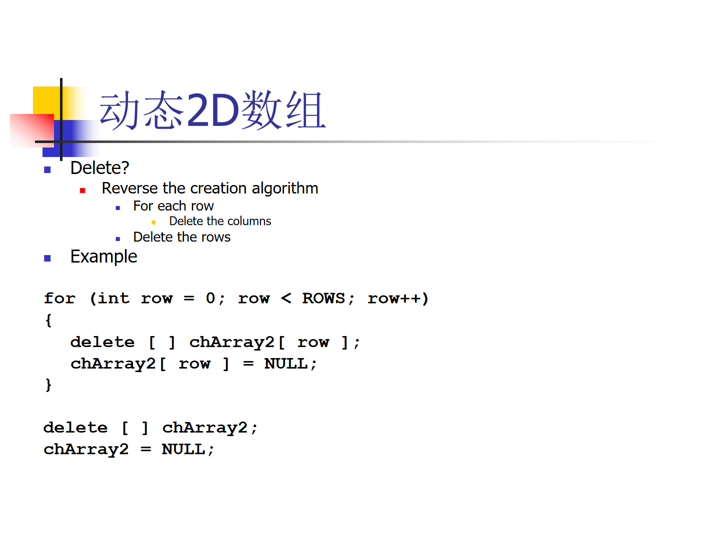 动态2D数组
Delete?
Reverse the creation algorithm
For each row
Delete the columns
Delete the rows
Example
for (int row = 0; row < ROWS; row++)
{
delete [ ] chArray2[ row ];
chArray2[ row ] = NULL;
}
delete [ ] chArray2;
chArray2 = NULL;